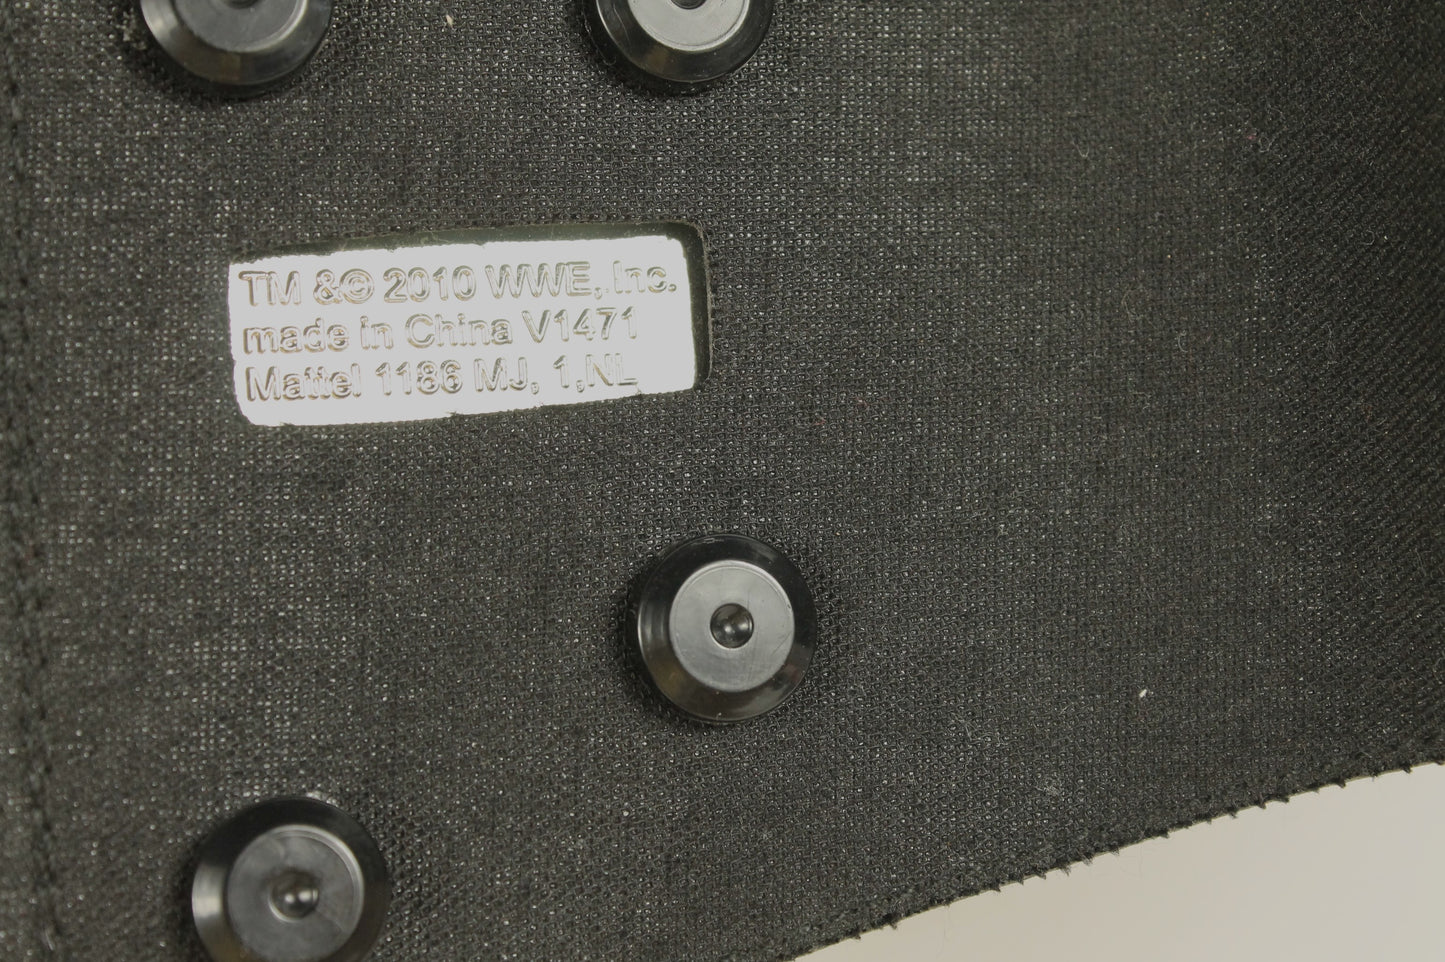 TM &© 2010 WWE, Inc.
made in China V1471
Mattel 1186 MJ, 1,NL